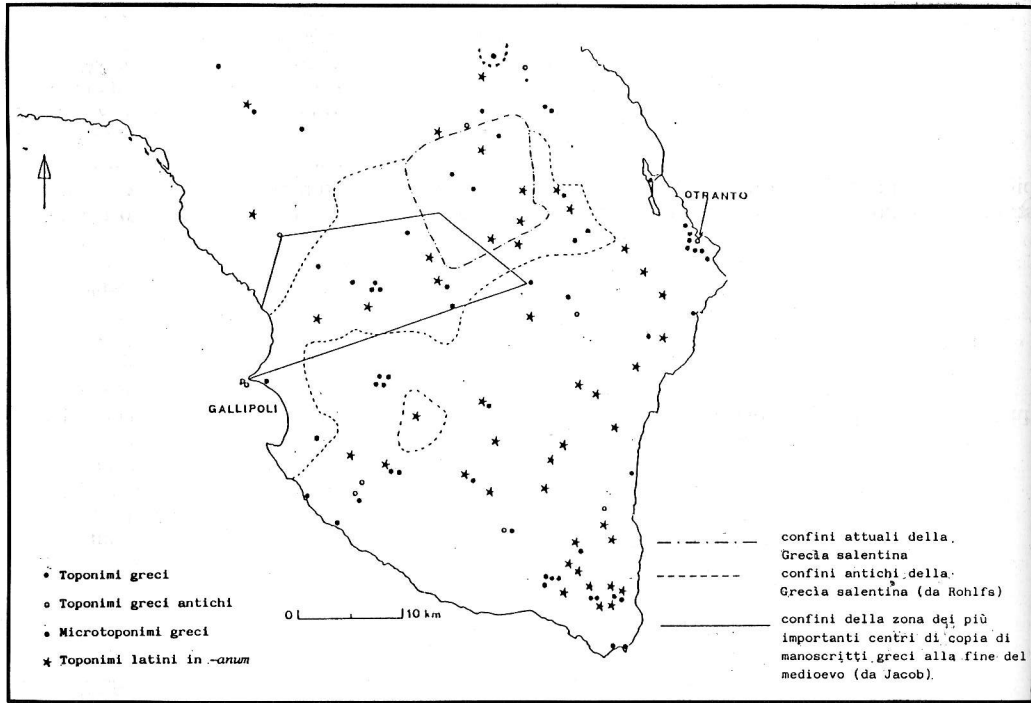 OTRANTO
GALLIPOLI
Toponimi greci
Toponimi greci antichi
Microtoponimi greci
Toponimi latini in -anum
0 10 km
confini attuali della
Grecìa salentina
confini antichi della
Grecìa salentina (da Rohlfs)
confini della zona dei più
importanti centri di copia di
manoscritti greci alla fine del
medioevo (da Jacob).